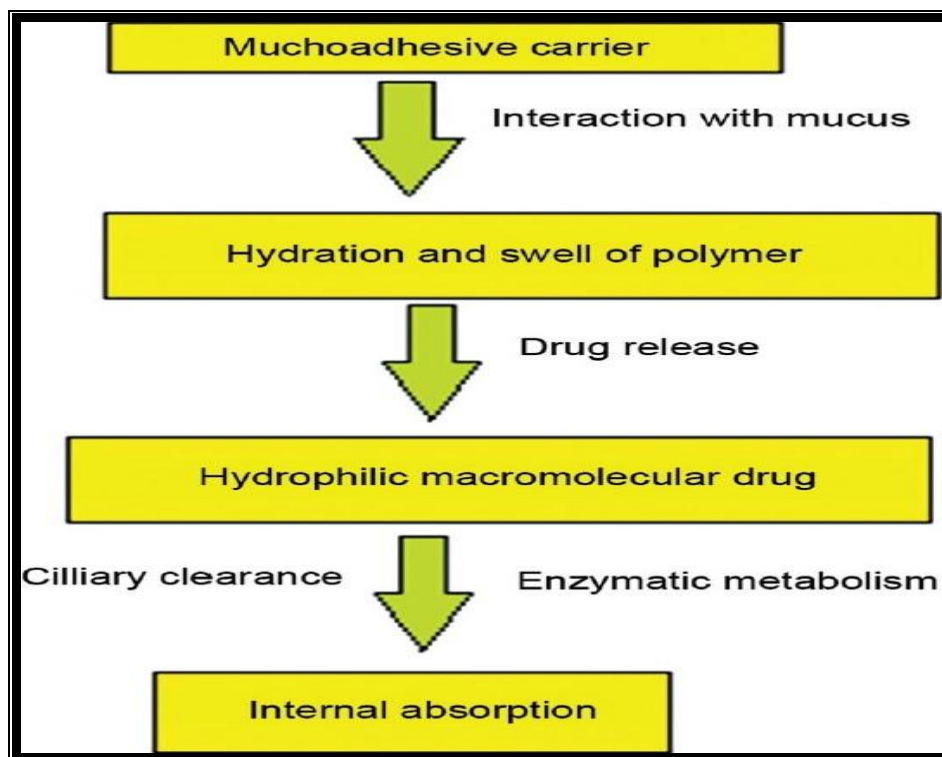 Muchoadhesive carrier
Interaction with mucus
Hydration and swell of polymer
Drug release
Hydrophilic macromolecular drug
Cilliary clearance
Enzymatic metabolism
Internal absorption